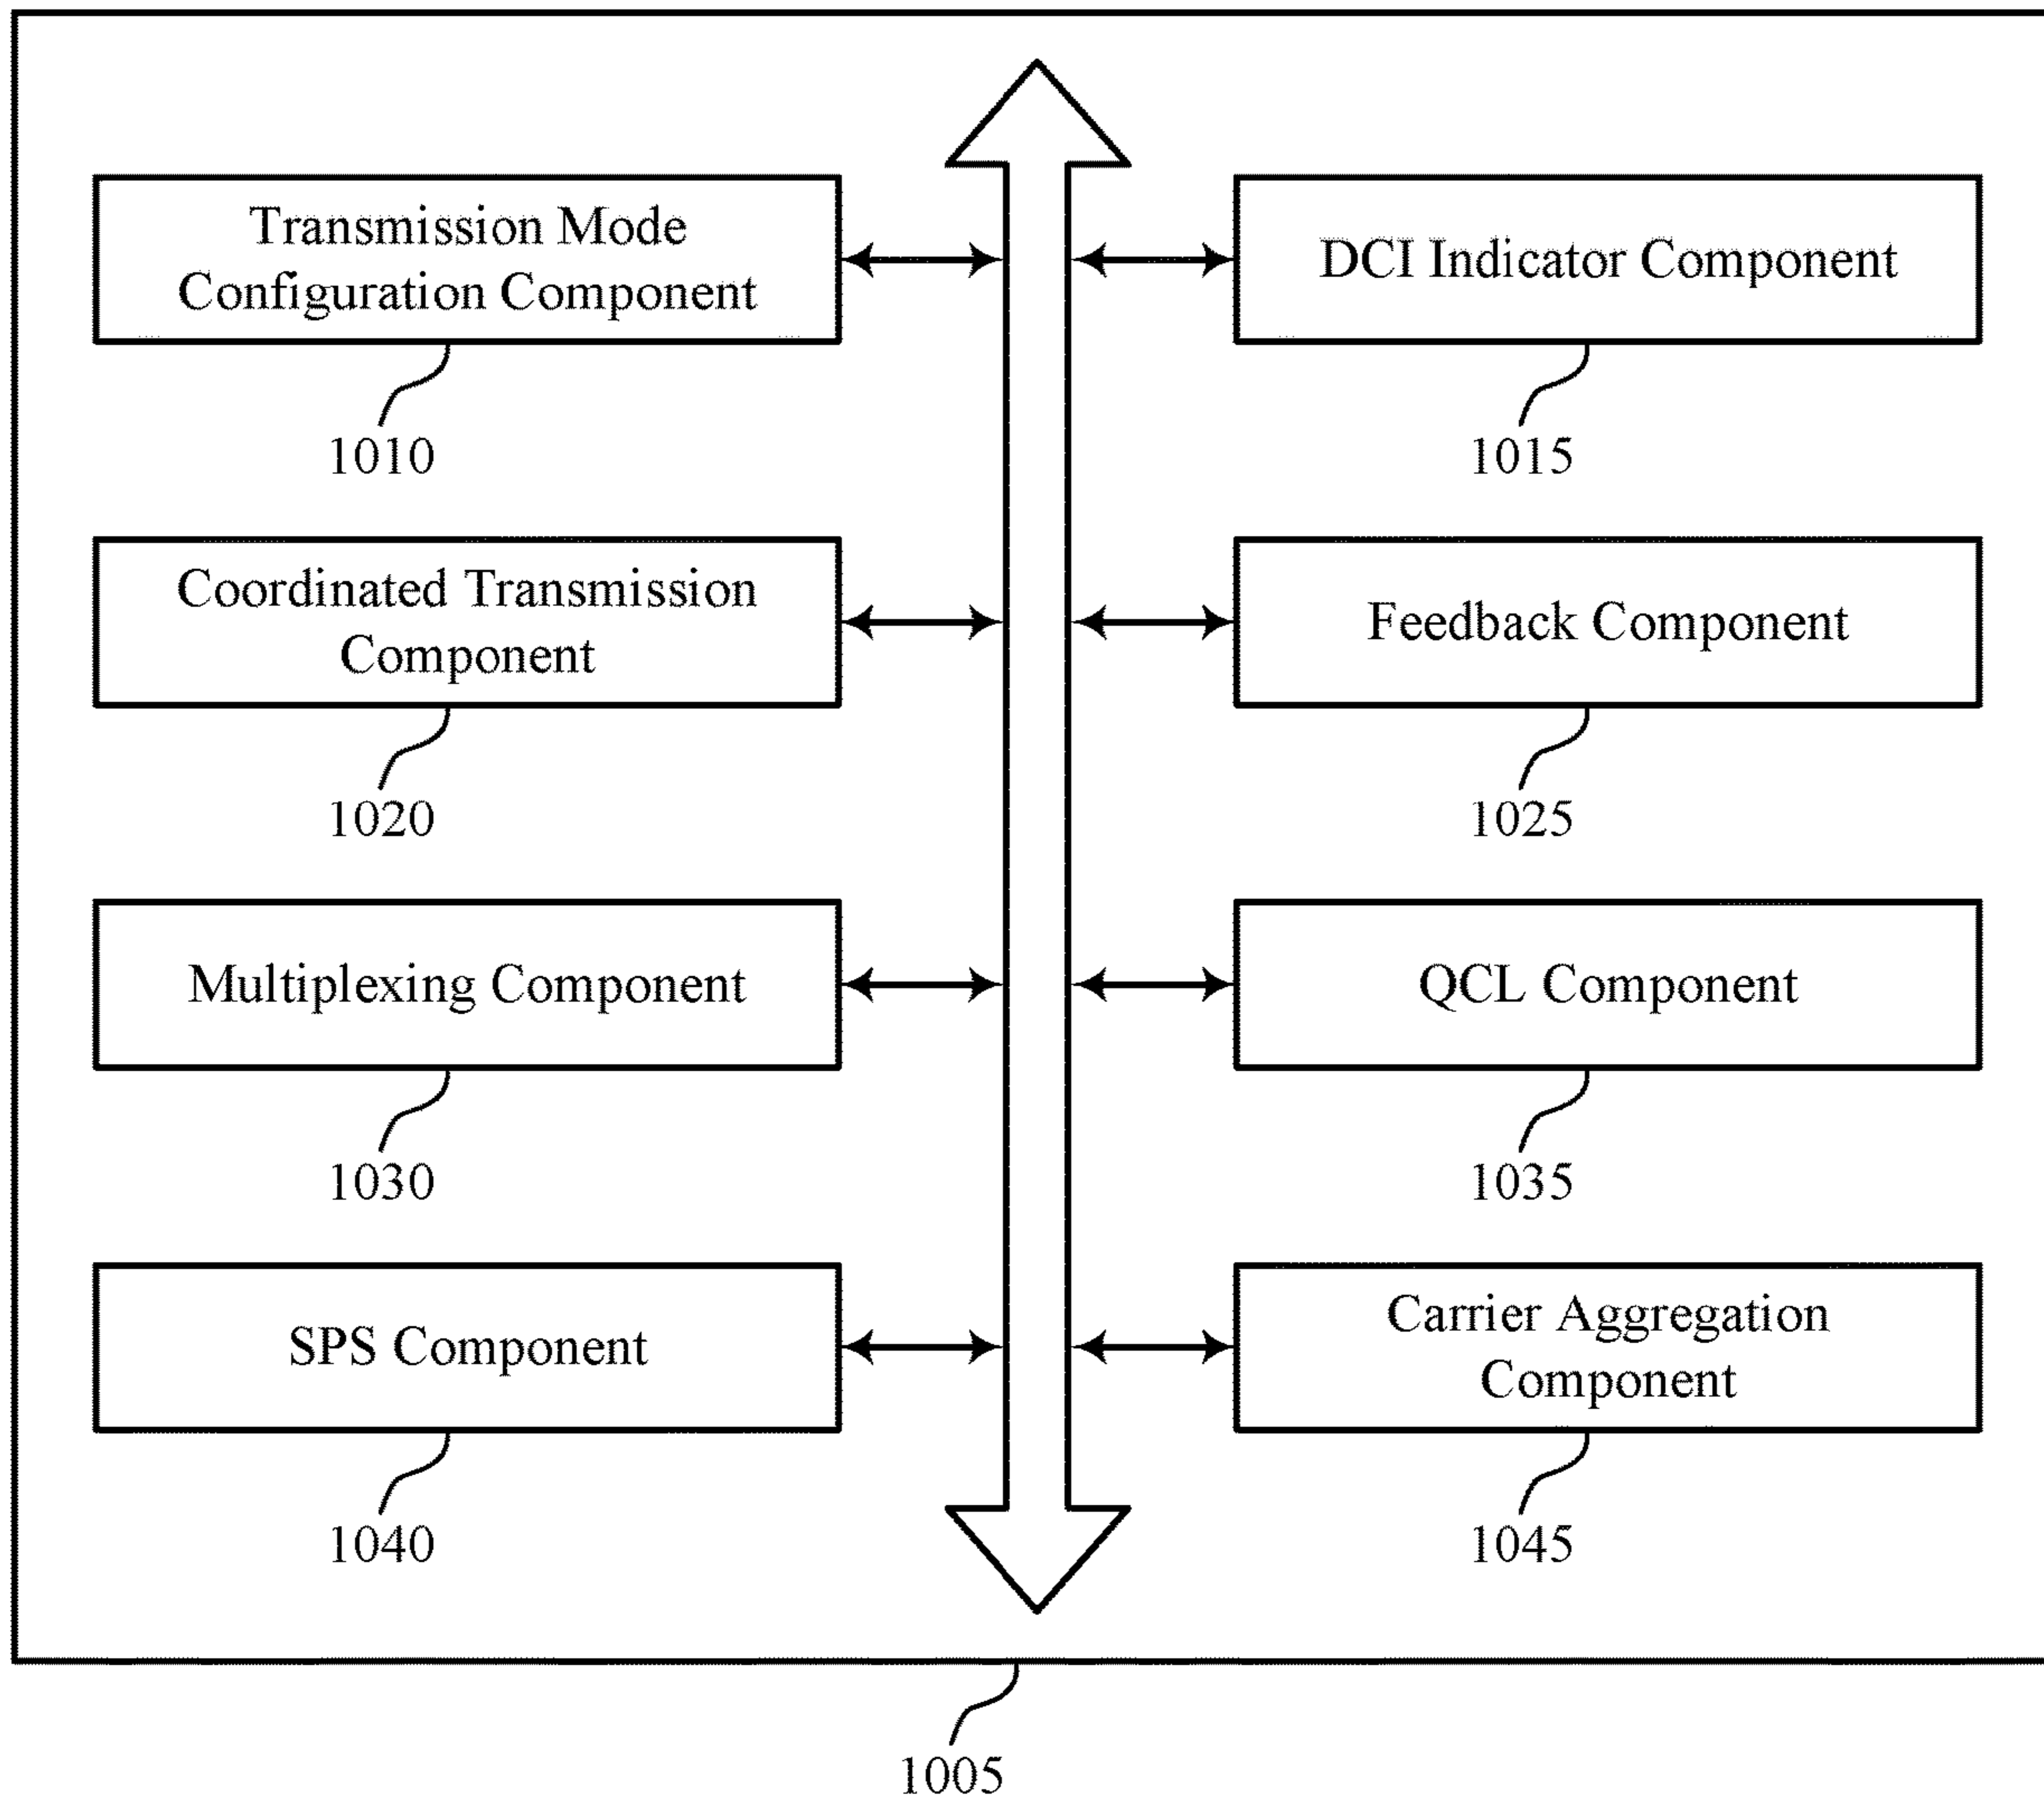 Transmission Mode
Configuration Component
1010
DCI Indicator Component
1015
Coordinated Transmission
Component
1020
Feedback Component
1025
Multiplexing Component
1030
QCL Component
1035
SPS Component
1040
Carrier Aggregation
Component
1045
1005